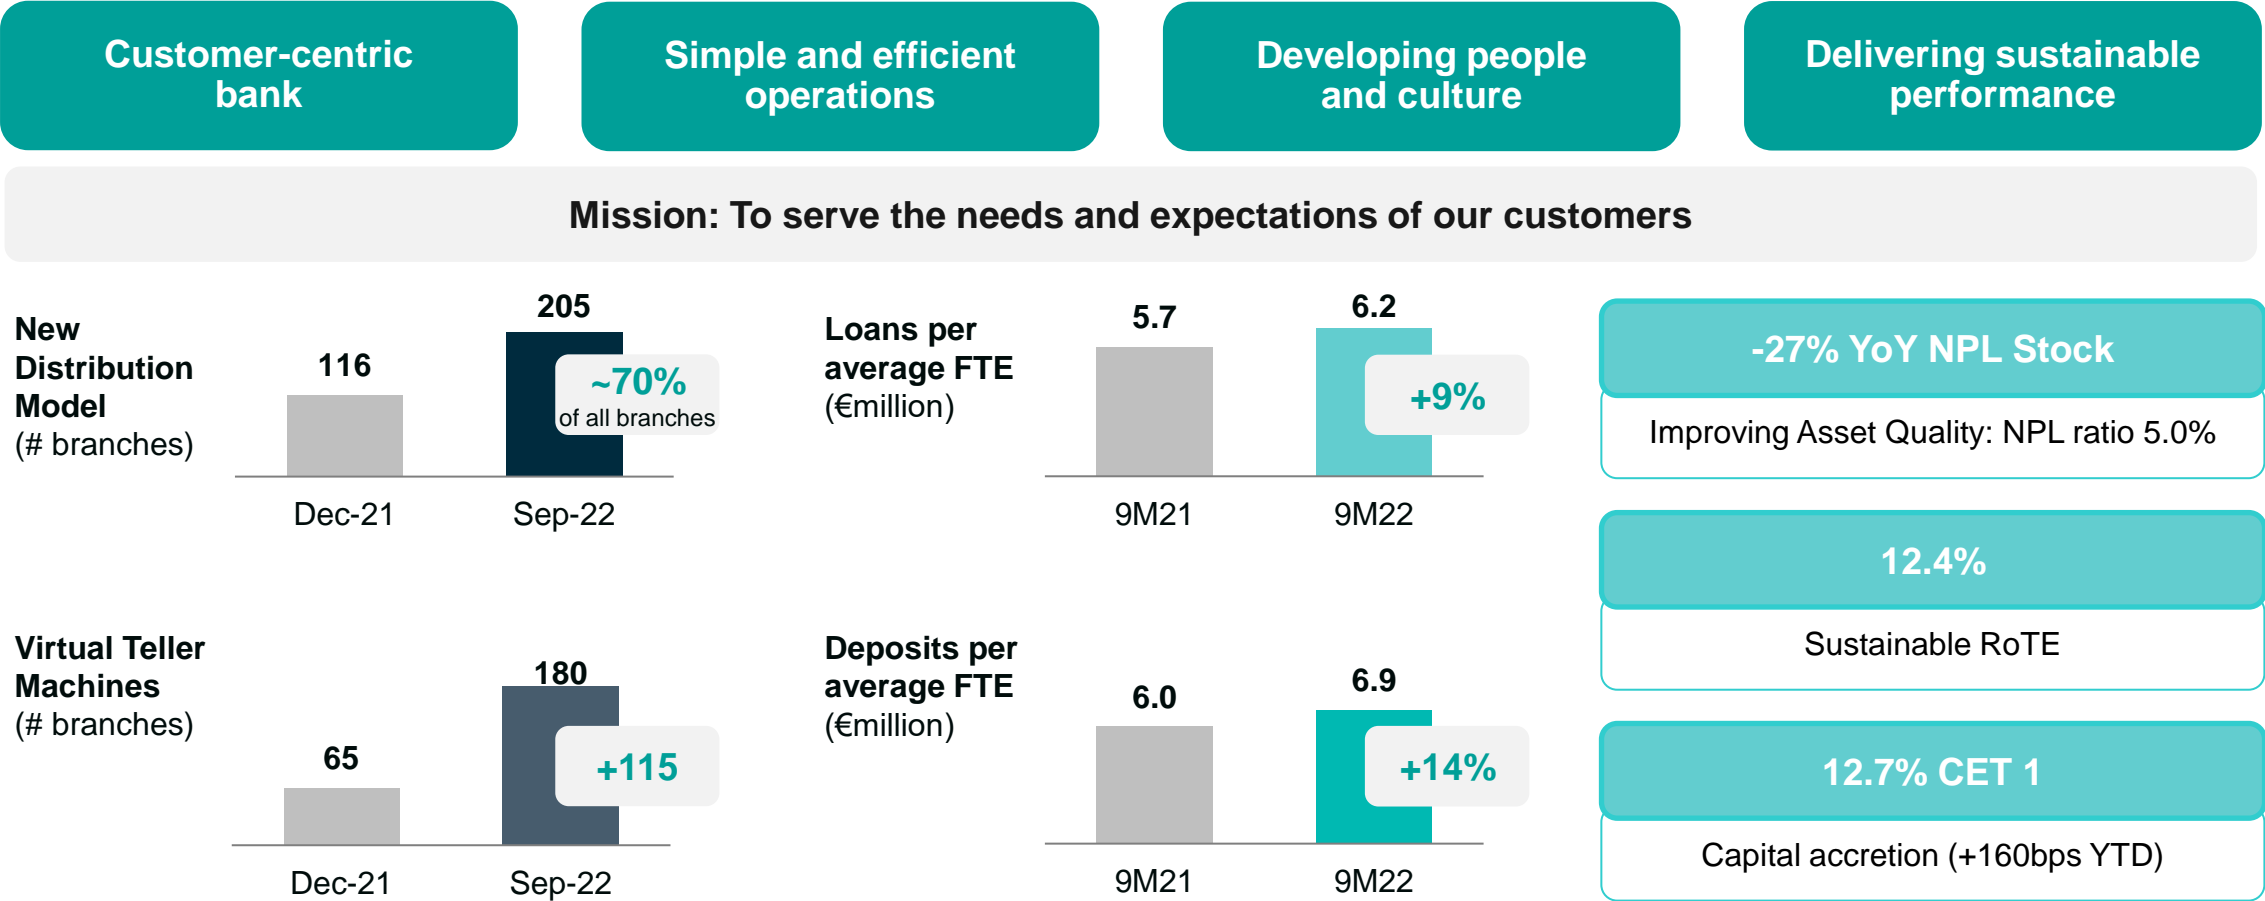 Customer-centric
bank
Simple and efficient
operations
Developing people
and culture
Delivering sustainable
performance
Mission: To serve the needs and expectations of our customers
New
Distribution
Model
(# branches)
116
205
~70%
of all branches
Dec-21
Sep-22
Loans per
average FTE
(€million)
5.7
6.2
+9%
9M21
9M22
-27% YoY NPL Stock
Improving Asset Quality: NPL ratio 5.0%
12.4%
Sustainable RoTE
Virtual Teller
Machines
(# branches)
65
180
+115
Dec-21
Sep-22
Deposits per
average FTE
(€million)
6.0
6.9
+14%
9M21
9M22
12.7% CET 1
Capital accretion (+160bps YTD)